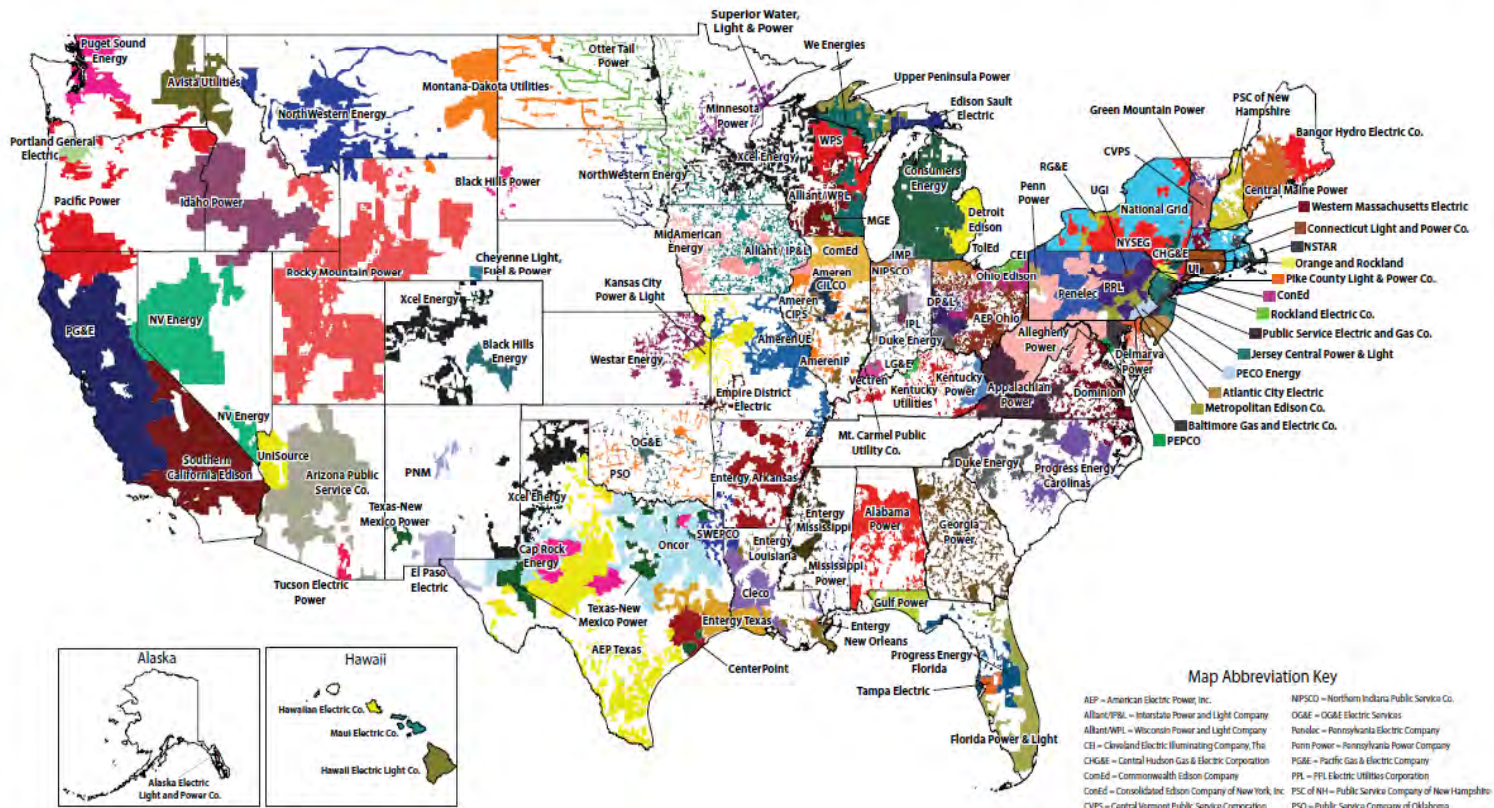 Superior Water,
Light & Power
Puget Sound
Energy
Otter Tail
Power
We Energies
Avista Utilities
Montana-Dakota Utilities
Upper Peninsula Power
PSC of New
Hampshire
NorthWestern Energy
Minnesota
Power
Edison Sault
Electric
Green Mountain Power
Portland General
Electric
Bangor Hydro Electric Co.
WPS
CVPS
Xcel Energy
RG&E
Consumers
Energy
Penn
Power
UGI
Central Maine Power
Pacific Power
Idaho Power
Black Hills Power
NorthWestern Energy
Alliant/WPL
MGE
National Grid
Western Massachusetts Electric
Detroit
Edison
Connecticut Light and Power Co.
MidAmerican
Energy
Alliant / IP&L
ComEd
TolEd
CEI
NYSEG
CHG&E
UI
NSTAR
Orange and Rockland
Pike County Light & Power Co.
Cheyenne Light,
Fuel & Power
Rocky Mountain Power
IMP
NIPSCO
Ohio Edison
Penelec
PPL
ConEd
Kansas City
Power & Light
Ameren
CILCO
Rockland Electric Co.
Xcel Energy
Ameren
CIPS
DP&L
AEP Ohio
Public Service Electric and Gas Co.
PG&E
NV Energy
IPL
Allegheny
Power
Jersey Central Power & Light
Black Hills
Energy
Westar Energy
AmerenUE
Duke Energy
Delmarva
Power
PECO Energy
AmerenIP
LG&E
Atlantic City Electric
Vectren
Kentucky
Utilities
Kentucky
Power
Appalachian
Power
Dominion
Metropolitan Edison Co.
Empire District
Electric
Baltimore Gas and Electric Co.
PEPCO
NV Energy
Mt. Carmel Public
Utility Co.
OG&E
UniSource
Southern
California Edison
Arizona Public
Service Co.
PNM
PSO
Duke Energy
Progress Energy
Carolinas
Entergy Arkansas
Xcel Energy
Texas-New
Mexico Power
Entergy
Mississippi
Alabama
Power
Georgia
Power
SWEPCO
Oncor
Cap Rock
Energy
Entergy
Louisiana
Mississippi
Power
El Paso
Electric
Tucson Electric
Power
Cleco
Texas-New
Mexico Power
Gulf Power
Entergy Texas
Entergy
New Orleans
AEP Texas
CenterPoint
Progress Energy
Florida
Tampa Electric
Florida Power & Light
Alaska
Alaska Electric
Light and Power Co.
Hawaii
Hawaiian Electric Co.
Maui Electric Co.
Hawaii Electric Light Co.
Map Abbreviation Key
AEP = American Electric Power, Inc.
Alliant/IP&L = Interstate Power and Light Company
Alliant/WPL = Wisconsin Power and Light Company
CEI = Cleveland Electric Illuminating Company, The
CHG&E = Central Hudson Gas & Electric Corporation
ComEd = Commonwealth Edison Company
ConEd = Consolidated Edison Company of New York, Inc
CVPS = Central Vermont Public Service Corporation
NIPSCO = Northern Indiana Public Service Co.
OG&E = OG&E Electric Services
Penelec = Pennsylvania Electric Company
Penn Power = Pennsylvania Power Company
PG&E = Pacific Gas & Electric Company
PPL = PPL Electric Utilities Corporation
PSC of NH = Public Service Company of New Hampshire
PSO = Public Service Company of Oklahoma